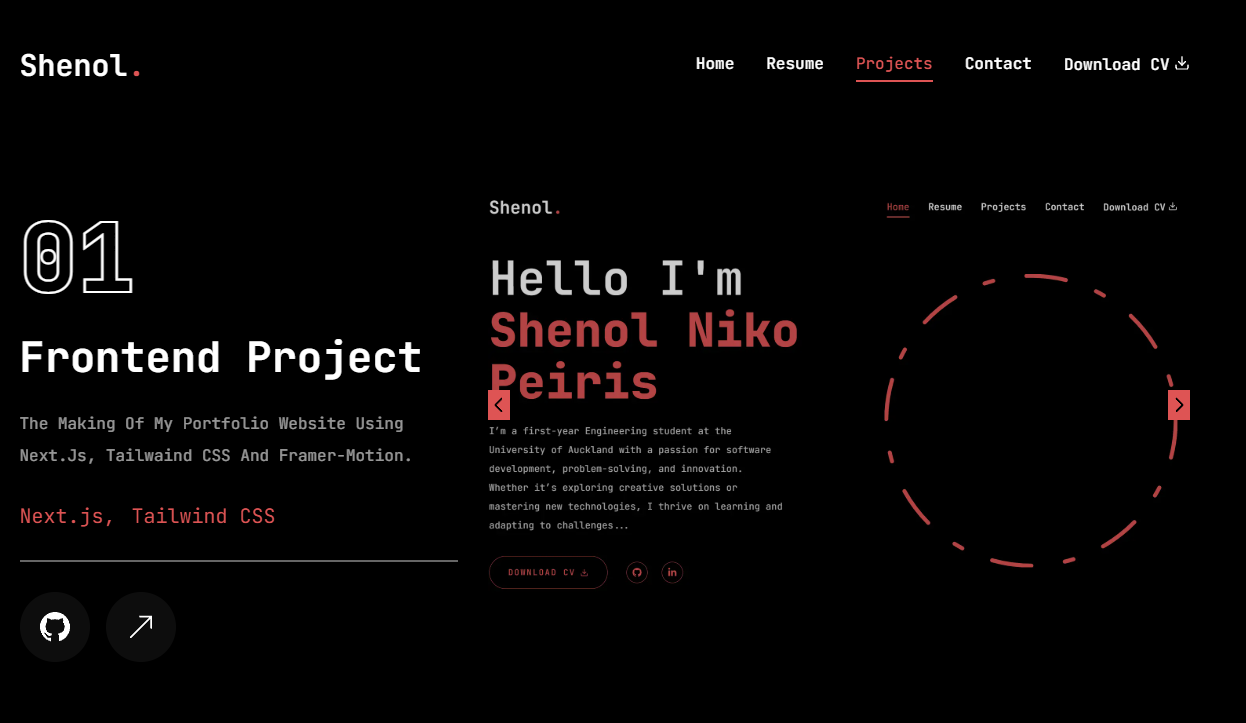 Shenol.
Home Resume Projects Contact Download CV
01
Frontend Project
The Making Of My Portfolio Website Using
Next.Js, Tailwaind CSS And Framer-Motion.
Next.js, Tailwind CSS
Shenol.
Home Resume Projects Contact Download CV
Hello I'm
Shenol Niko
Peiris
I’m a first-year Engineering student at the
University of Auckland with a passion for software
development, problem-solving, and innovation.
Whether it’s exploring creative solutions or
mastering new technologies, I thrive on learning and
adapting to challenges...
DOWNLOAD CV
in